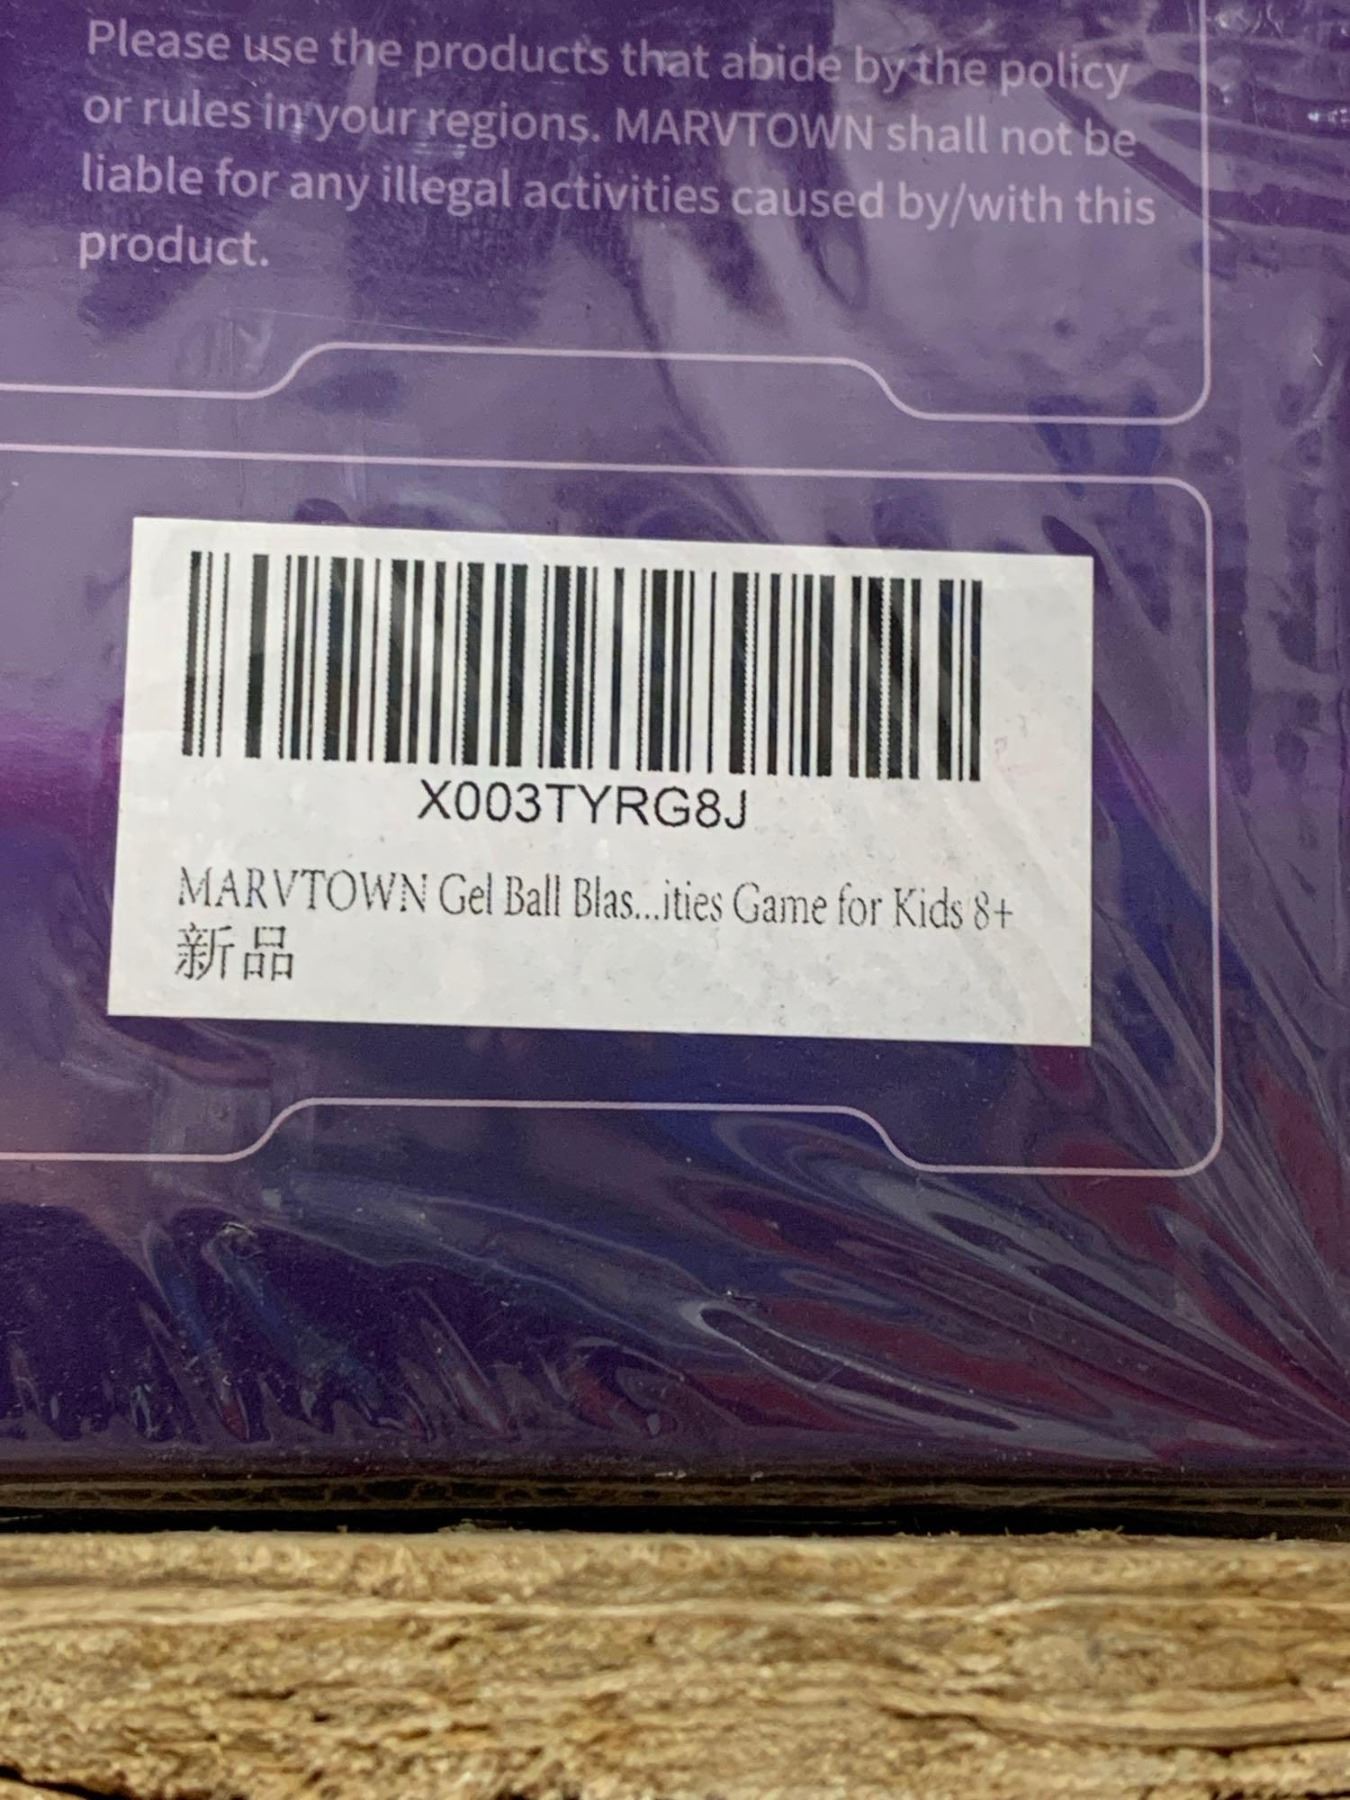 Please use the products that abide by the policy
or rules in your regions. MARVTOWN shall not be
liable for any illegal activities caused by/with this
product.
X003TYRG8J
MARVTOWN Gel Ball Blas...ities Game for Kids 8+
新品